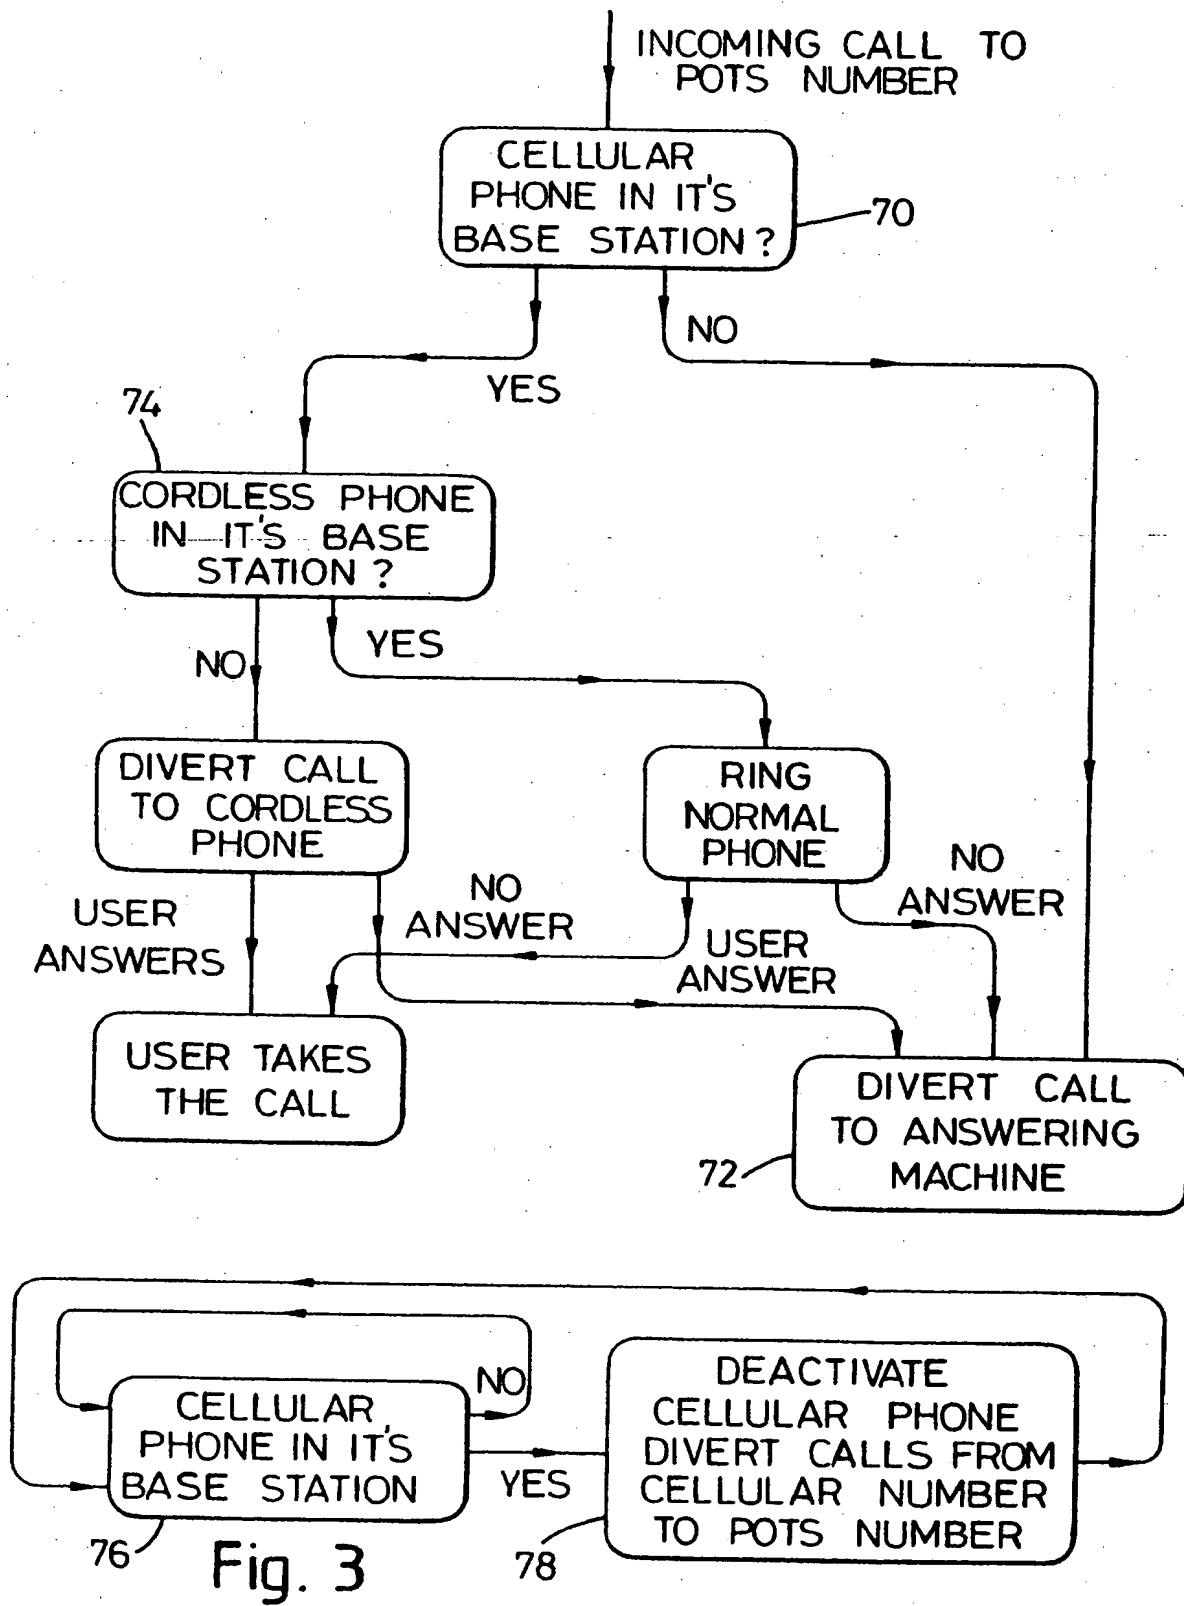 INCOMING CALL TO
POTS NUMBER
CELLULAR
PHONE IN IT'S
BASE STATION?
70
NO
YES
74
CORDLESS PHONE
IN IT'S BASE
STATION?
YES
NO
DIVERT CALL
TO CORDLESS
PHONE
RING
NORMAL
PHONE
NO
ANSWER
NO
ANSWER
USER
ANSWERS
USER
ANSWER
USER TAKES
THE CALL
DIVERT CALL
TO ANSWERING
MACHINE
72
NO
CELLULAR
PHONE IN IT'S
BASE STATION
YES
DEACTIVATE
CELLULAR PHONE
DIVERT CALLS FROM
CELLULAR NUMBER
TO POTS NUMBER
76
78
Fig. 3